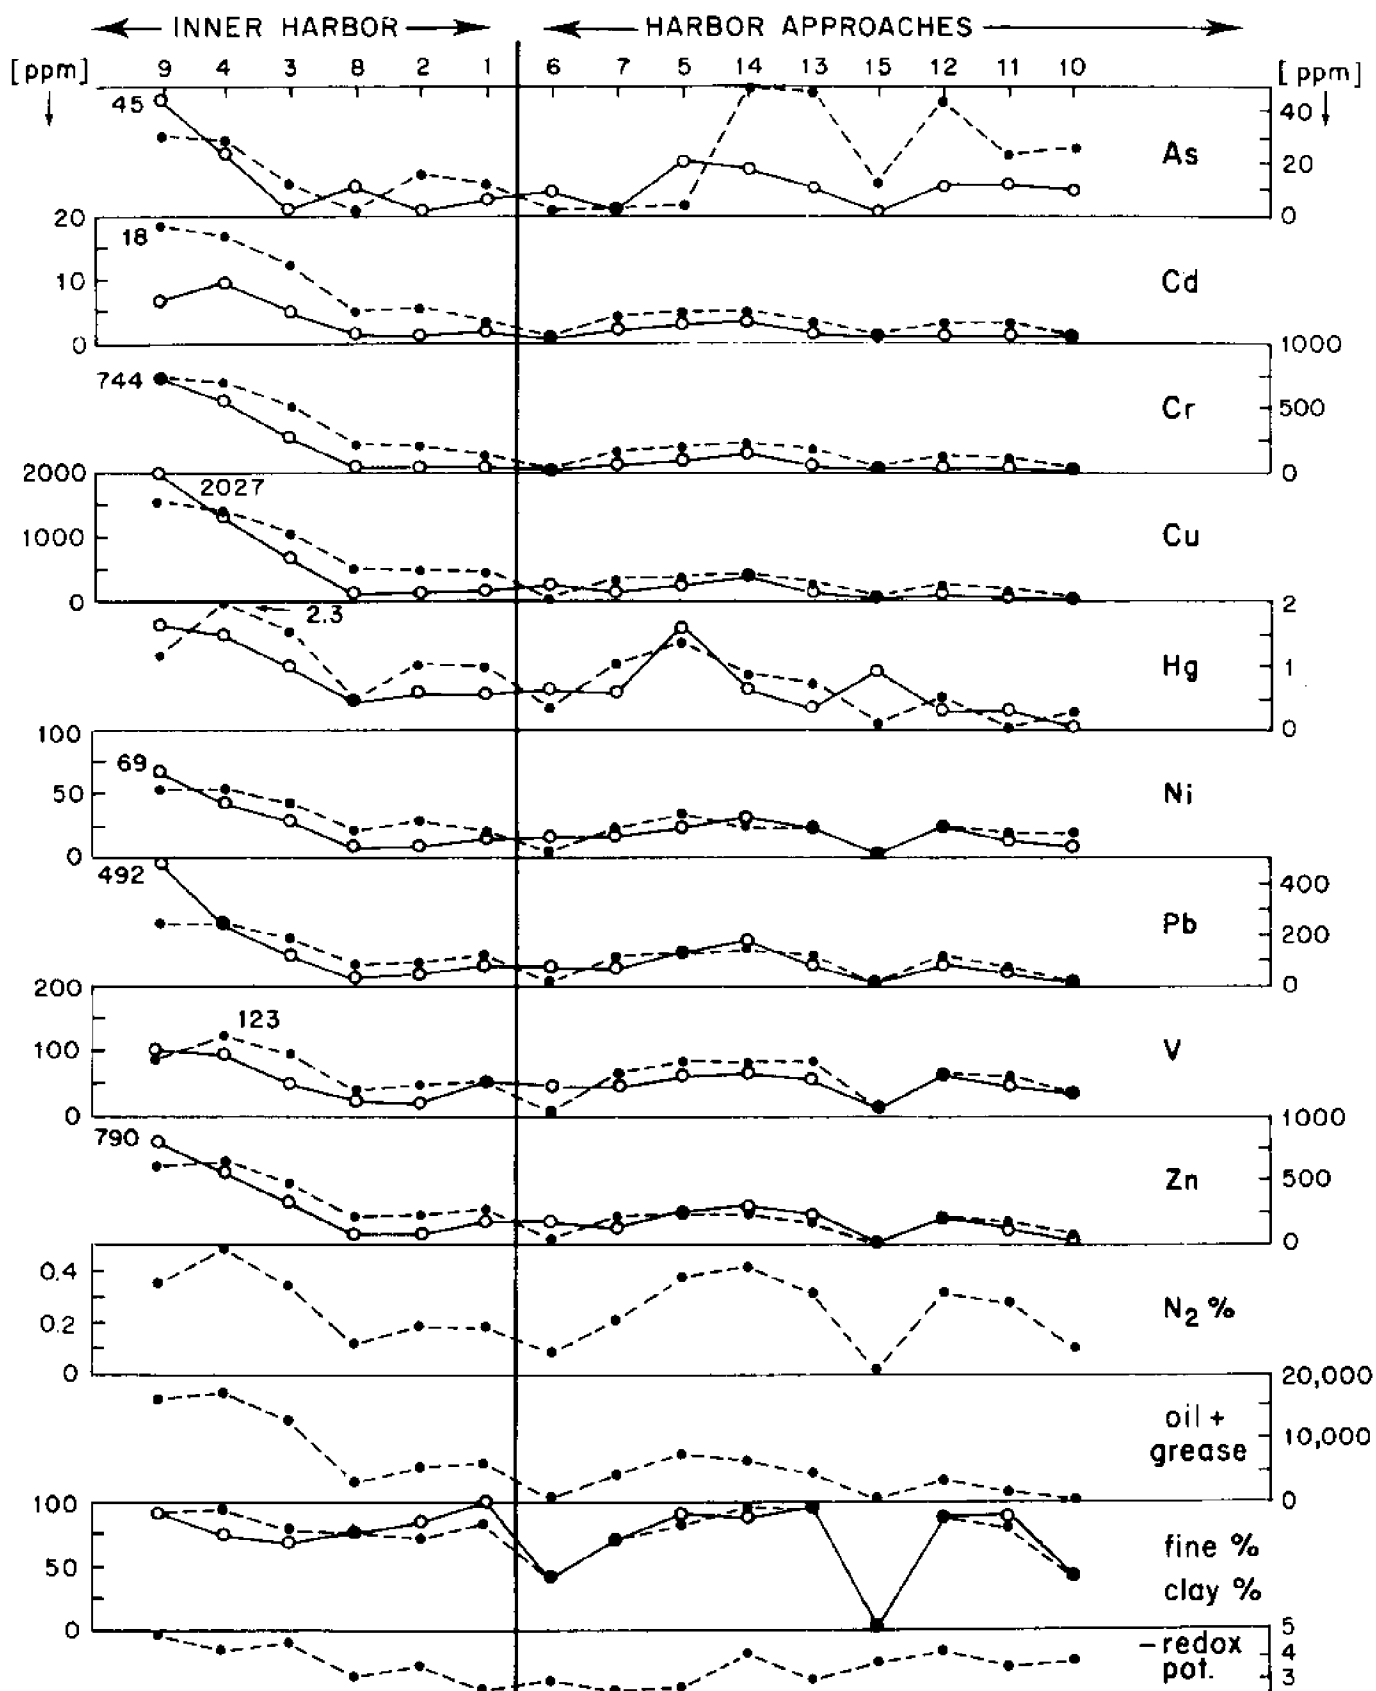 INNER HARBOR HARBOR APPROACHES
[ppm] 9 4 3 8 2 1 6 7 5 14 13 15 12 11 10 [ppm]
45 As 40
20
0
20 18 Cd
10
0
744 Cr 1000
500
0
2000 2027 Cu
1000
0
2.3 Hg 2
1
0
100 69 Ni
50
0
492 Pb 400
200
0
200 123 V
100
0
790 Zn 1000
500
0
0.4 N2 %
0.2
0
oil + 20,000
grease 10,000
0
100 fine %
50 clay %
0
–redox 5
pot. 4
3